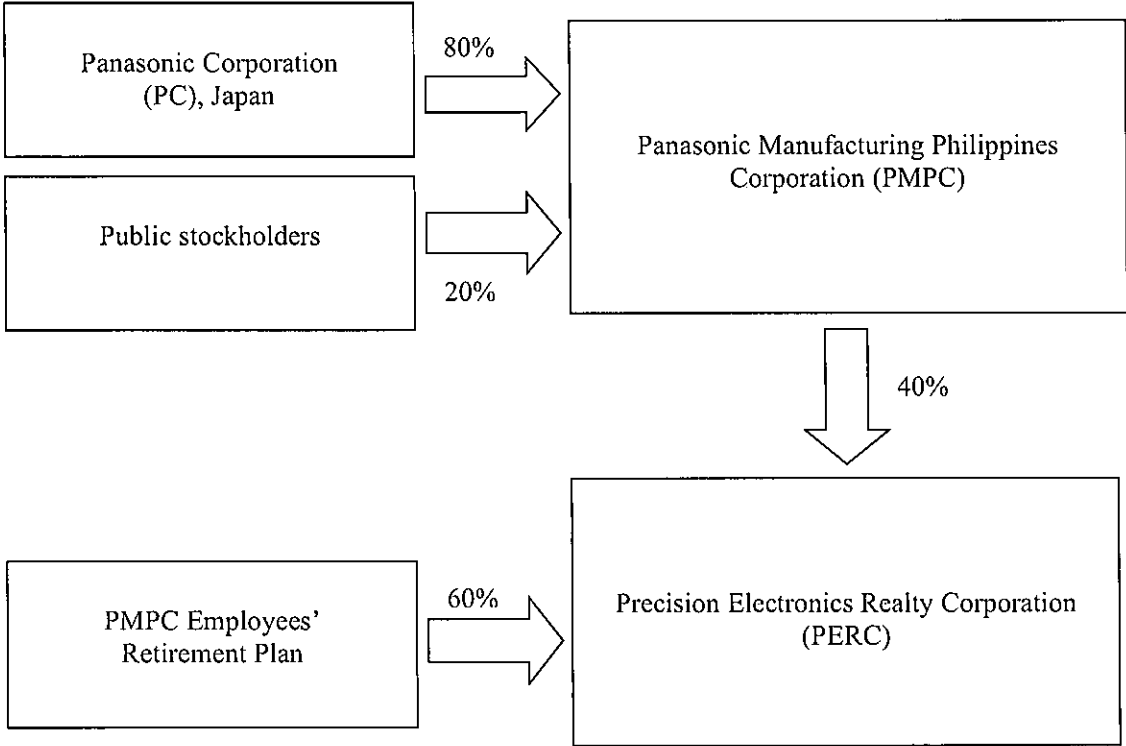 Panasonic Corporation
(PC), Japan
80%
Panasonic Manufacturing Philippines
Corporation (PMPC)
Public stockholders
20%
40%
PMPC Employees'
Retirement Plan
60%
Precision Electronics Realty Corporation
(PERC)